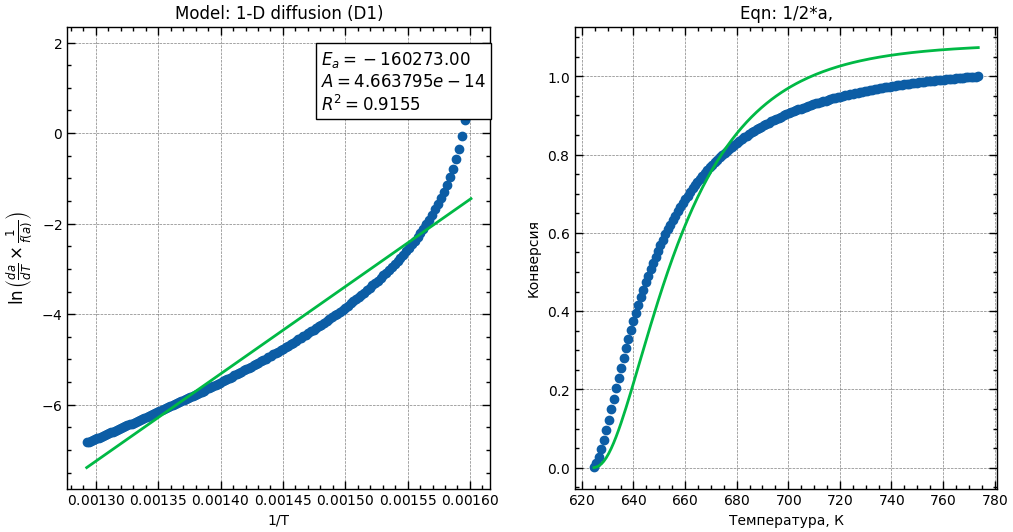 Model: 1-D diffusion (D1)
E_a = −160273.00
A = 4.663795e − 14
R^2 = 0.9155
ln(da/dT × 1/f(a))
2
0
−2
−4
−6
0.00130 0.00135 0.00140 0.00145 0.00150 0.00155 0.00160
1/T
Eqn: 1/2*a,
Конверсия
1.0
0.8
0.6
0.4
0.2
0.0
620 640 660 680 700 720 740 760 780
Температура, К